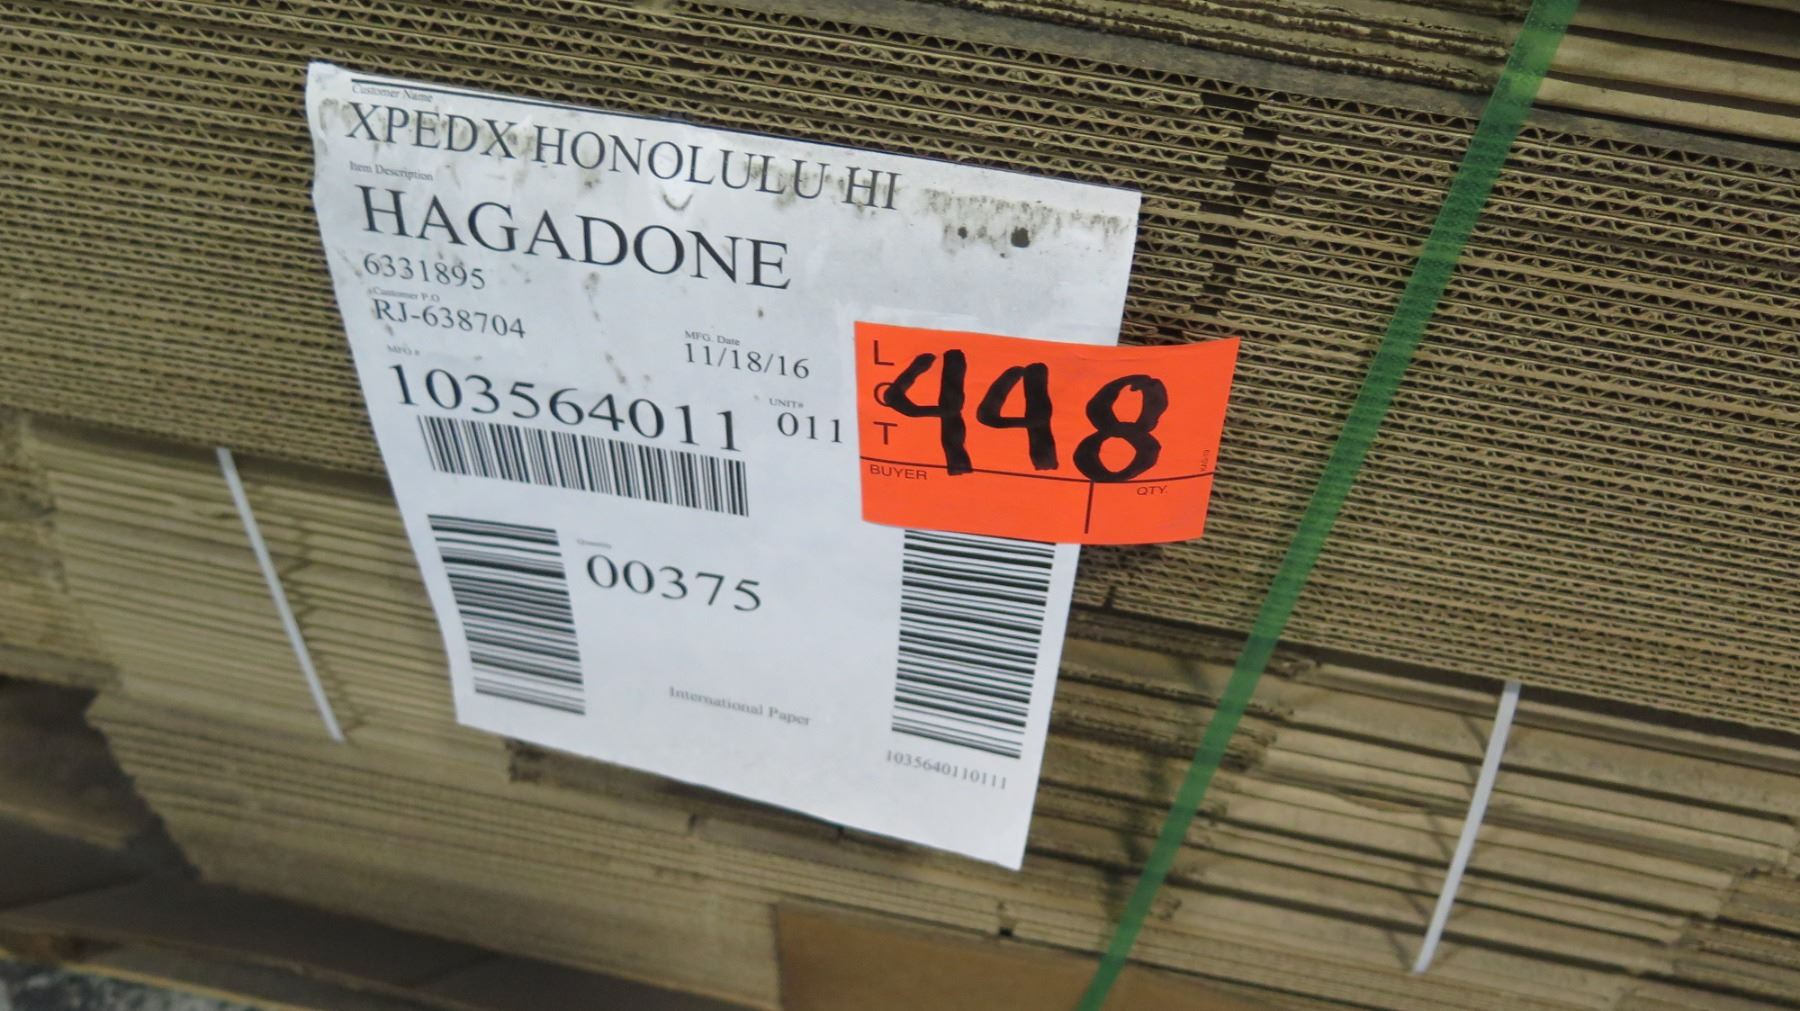 Customer Name
XPEDX HONOLULU HI
Item Description
HAGADONE
6331895
Customer P.O
RJ-638704
MFG. Date
11/18/16
MFG #
103564011
UNIT#
011
LOT
448
BUYER
QTY.
Quantity
00375
International Paper
1035640110111